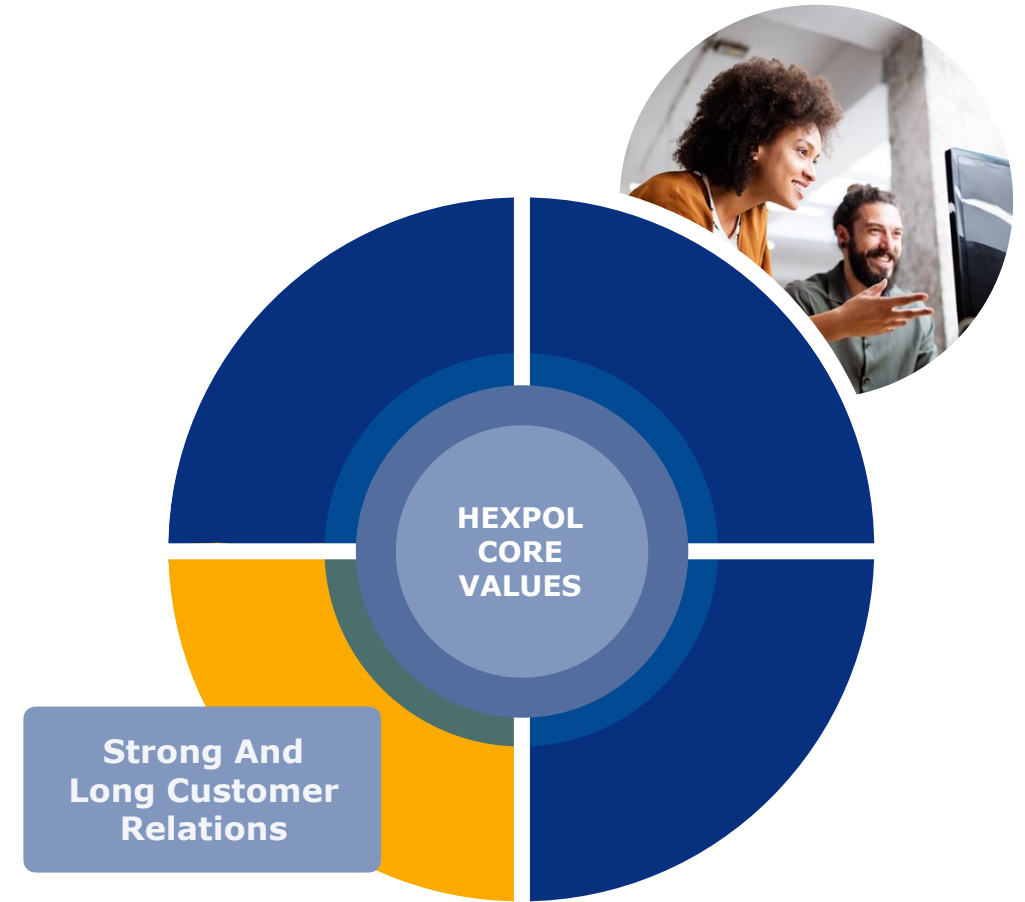 HEXPOL
CORE
VALUES
Strong And
Long Customer
Relations